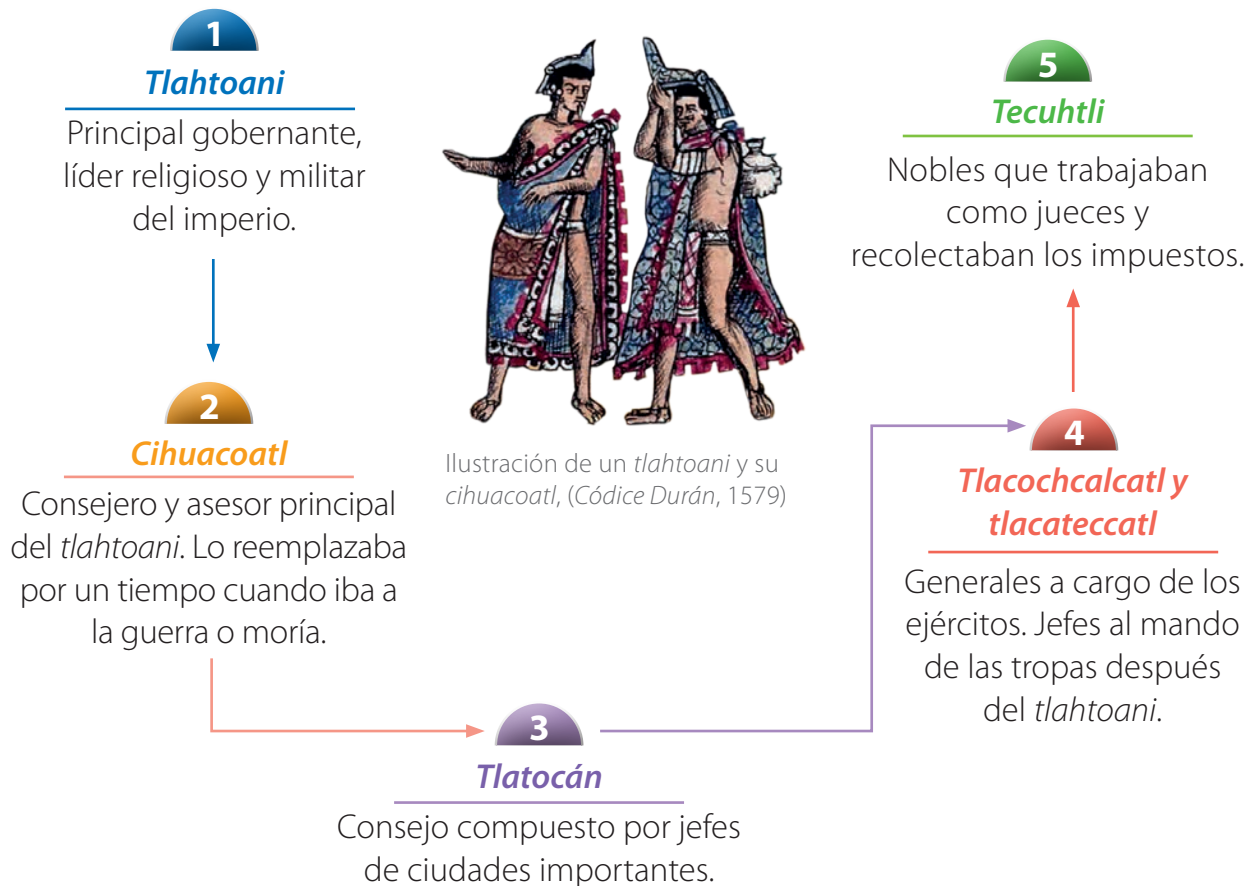 1
Tlahtoani
Principal gobernante,
líder religioso y militar
del imperio.
2
Cihuacoatl
Consejero y asesor principal
del tlahtoani. Lo reemplazaba
por un tiempo cuando iba a
la guerra o moría.
Ilustración de un tlahtoani y su
cihuacoatl, (Códice Durán, 1579)
3
Tlatocán
Consejo compuesto por jefes
de ciudades importantes.
4
Tlacochcalcatl y
tlacateccatl
Generales a cargo de los
ejércitos. Jefes al mando
de las tropas después
del tlahtoani.
5
Tecuhtli
Nobles que trabajaban
como jueces y
recolectaban los impuestos.